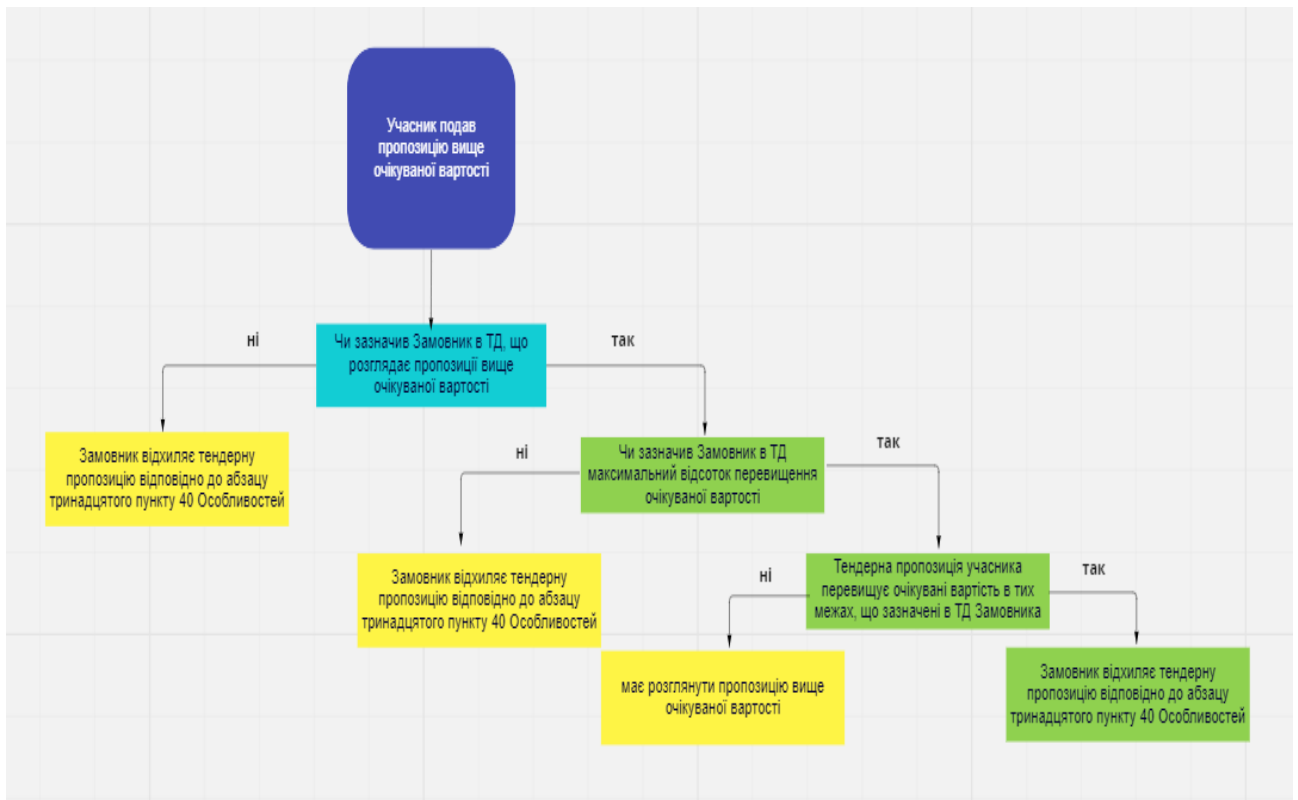 Учасник подав
пропозицію вище
очікуваної вартості
ні
Чи зазначив Замовник в ТД, що
розглядає пропозиції вище
очікуваної вартості
так
Замовник відхиляє тендерну
пропозицію відповідно до абзацу
тринадцятого пункту 40 Особливостей
ні
Чи зазначив Замовник в ТД
максимальний відсоток перевищення
очікуваної вартості
так
Замовник відхиляє тендерну
пропозицію відповідно до абзацу
тринадцятого пункту 40 Особливостей
ні
Тендерна пропозиція учасника
перевищує очікувані вартість в тих
межах, що зазначені в ТД Замовника
так
має розглянути пропозицію вище
очікуваної вартості
Замовник відхиляє тендерну
пропозицію відповідно до абзацу
тринадцятого пункту 40 Особливостей